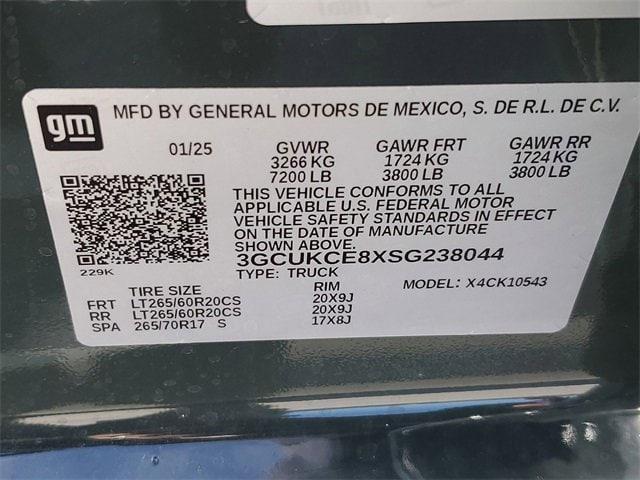 gm MFD BY GENERAL MOTORS DE MEXICO, S. DE R.L. DE C.V.
01/25 GVWR GAWR FRT GAWR RR
3266 KG 1724 KG 1724 KG
7200 LB 3800 LB 3800 LB
THIS VEHICLE CONFORMS TO ALL
APPLICABLE U.S. FEDERAL MOTOR
VEHICLE SAFETY STANDARDS IN EFFECT
ON THE DATE OF MANUFACTURE
SHOWN ABOVE.
3GCUKCE8XSG238044
229K TYPE: TRUCK MODEL: X4CK10543
TIRE SIZE RIM
FRT LT265/60R20CS 20X9J
RR LT265/60R20CS 20X9J
SPA 265/70R17 S 17X8J